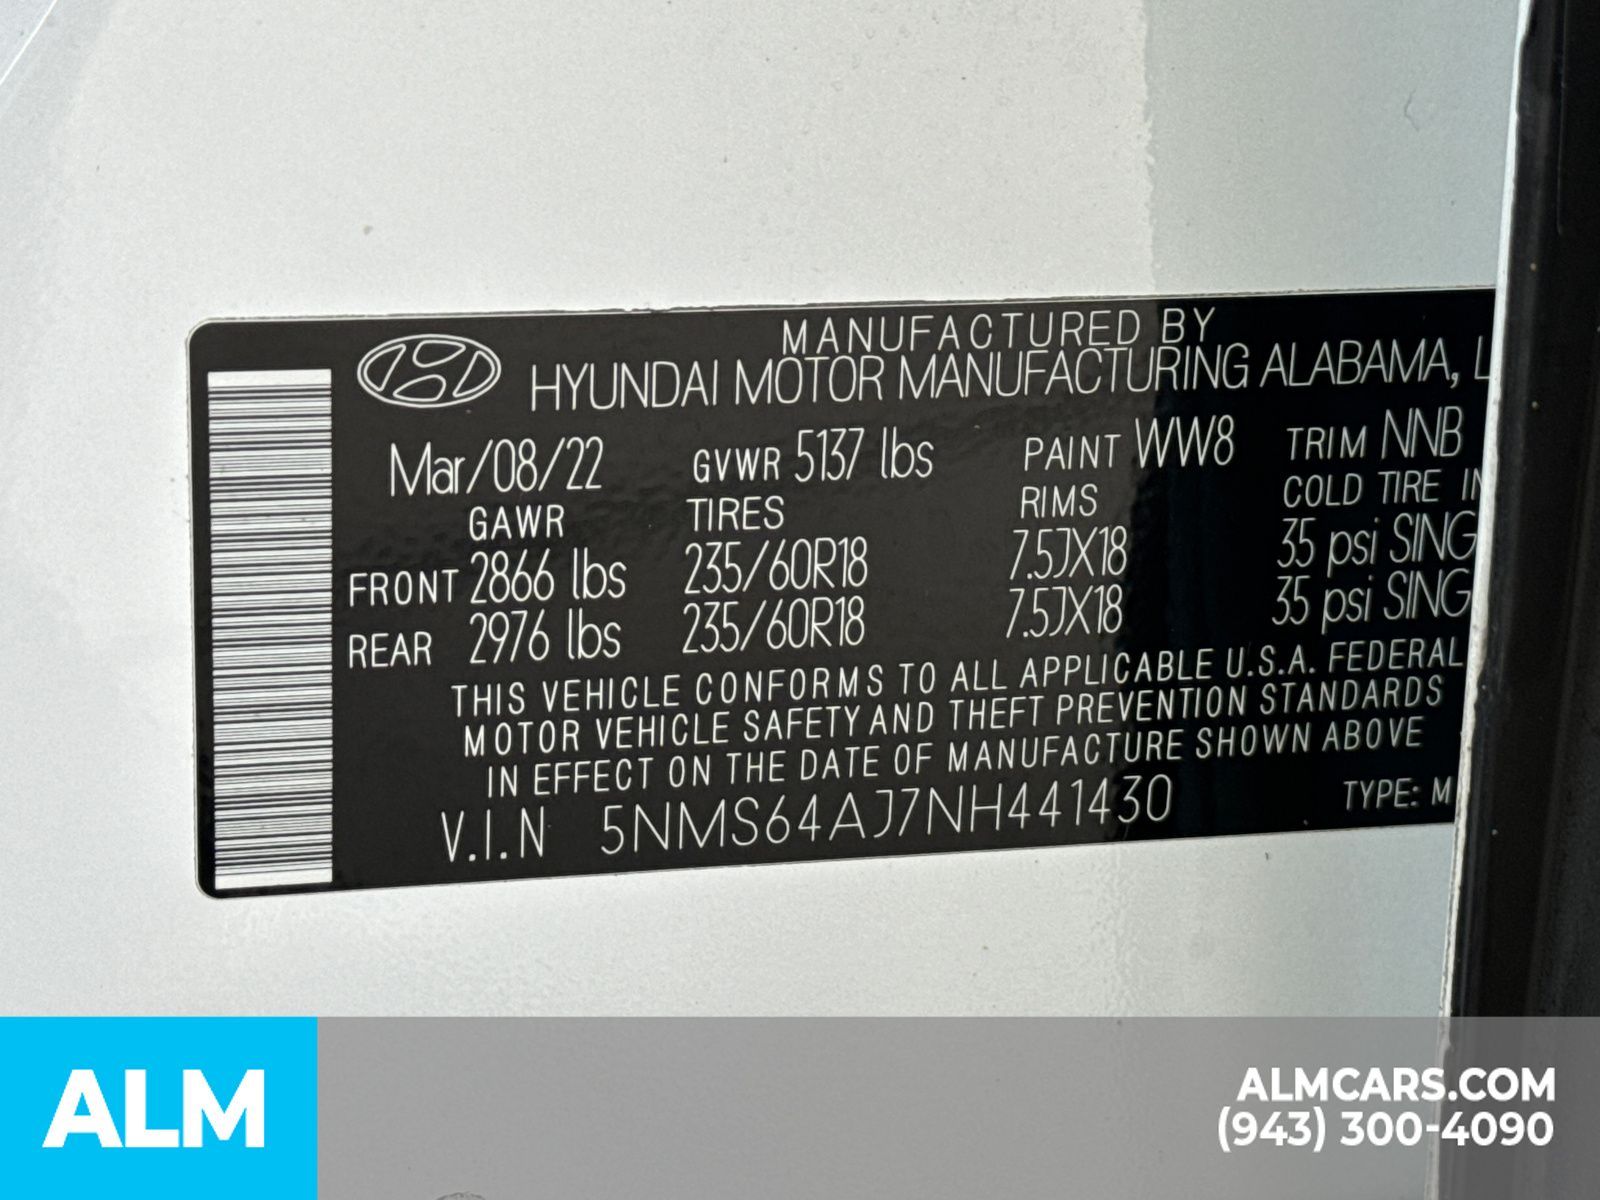 MANUFACTURED BY
HYUNDAI MOTOR MANUFACTURING ALABAMA, L
Mar/08/22 GVWR 5137 lbs PAINT WW8 TRIM NNB
GAWR TIRES RIMS COLD TIRE IN
FRONT 2866 lbs 235/60R18 7.5JX18 35 psi SING
REAR 2976 lbs 235/60R18 7.5JX18 35 psi SING
THIS VEHICLE CONFORMS TO ALL APPLICABLE U.S.A. FEDERAL
MOTOR VEHICLE SAFETY AND THEFT PREVENTION STANDARDS
IN EFFECT ON THE DATE OF MANUFACTURE SHOWN ABOVE
V.I.N 5NMS64AJ7NH441430 TYPE: M
ALM
ALMCARS.COM
(943) 300-4090